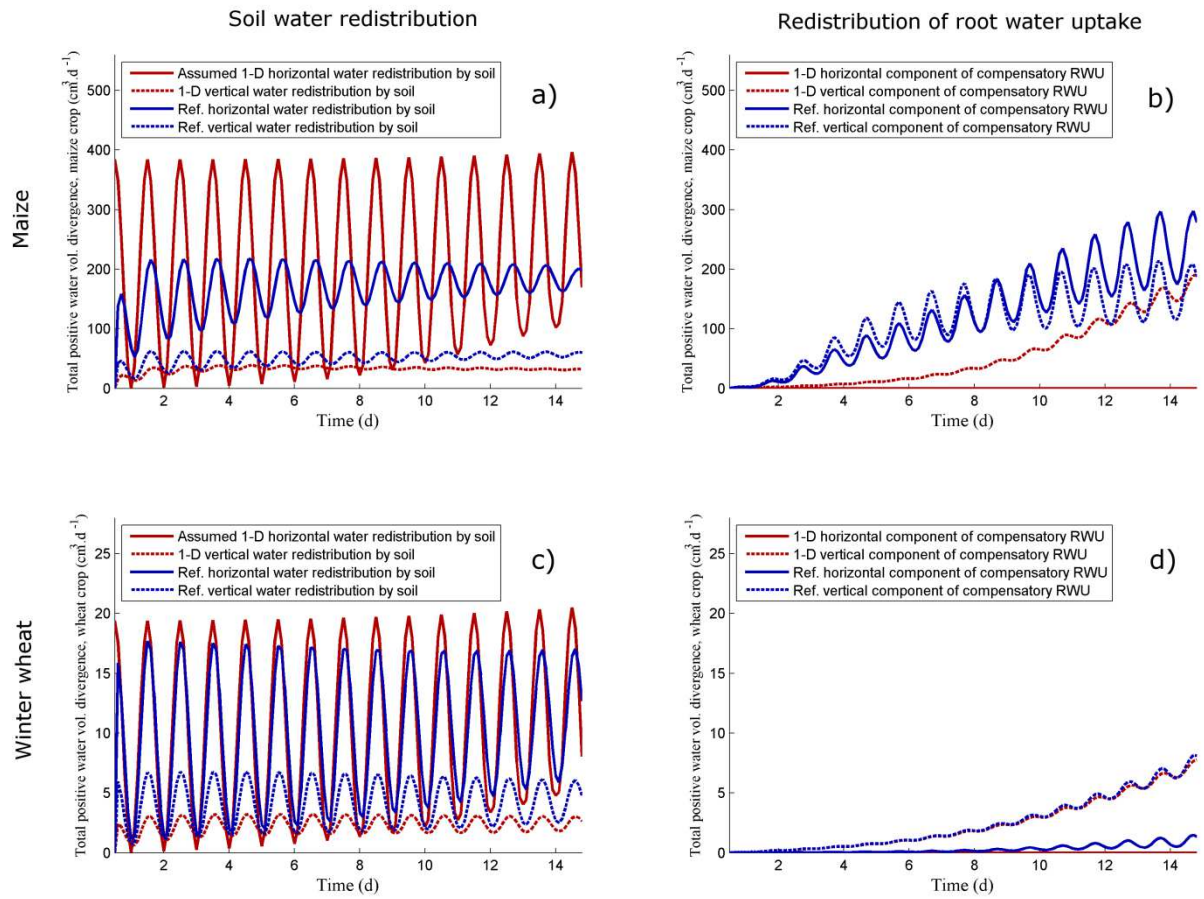 Soil water redistribution
Redistribution of root water uptake
Maize
Winter wheat
a)
Assumed 1-D horizontal water redistribution by soil
1-D vertical water redistribution by soil
Ref. horizontal water redistribution by soil
Ref. vertical water redistribution by soil
Total positive water vol. divergence, maize crop (cm³.d⁻¹)
500
400
300
200
100
0
2 4 6 8 10 12 14
Time (d)
b)
1-D horizontal component of compensatory RWU
1-D vertical component of compensatory RWU
Ref. horizontal component of compensatory RWU
Ref. vertical component of compensatory RWU
Total positive water vol. divergence, maize crop (cm³.d⁻¹)
500
400
300
200
100
0
2 4 6 8 10 12 14
Time (d)
c)
Assumed 1-D horizontal water redistribution by soil
1-D vertical water redistribution by soil
Ref. horizontal water redistribution by soil
Ref. vertical water redistribution by soil
Total positive water vol. divergence, wheat crop (cm³.d⁻¹)
25
20
15
10
5
0
2 4 6 8 10 12 14
Time (d)
d)
1-D horizontal component of compensatory RWU
1-D vertical component of compensatory RWU
Ref. horizontal component of compensatory RWU
Ref. vertical component of compensatory RWU
Total positive water vol. divergence, wheat crop (cm³.d⁻¹)
25
20
15
10
5
0
2 4 6 8 10 12 14
Time (d)